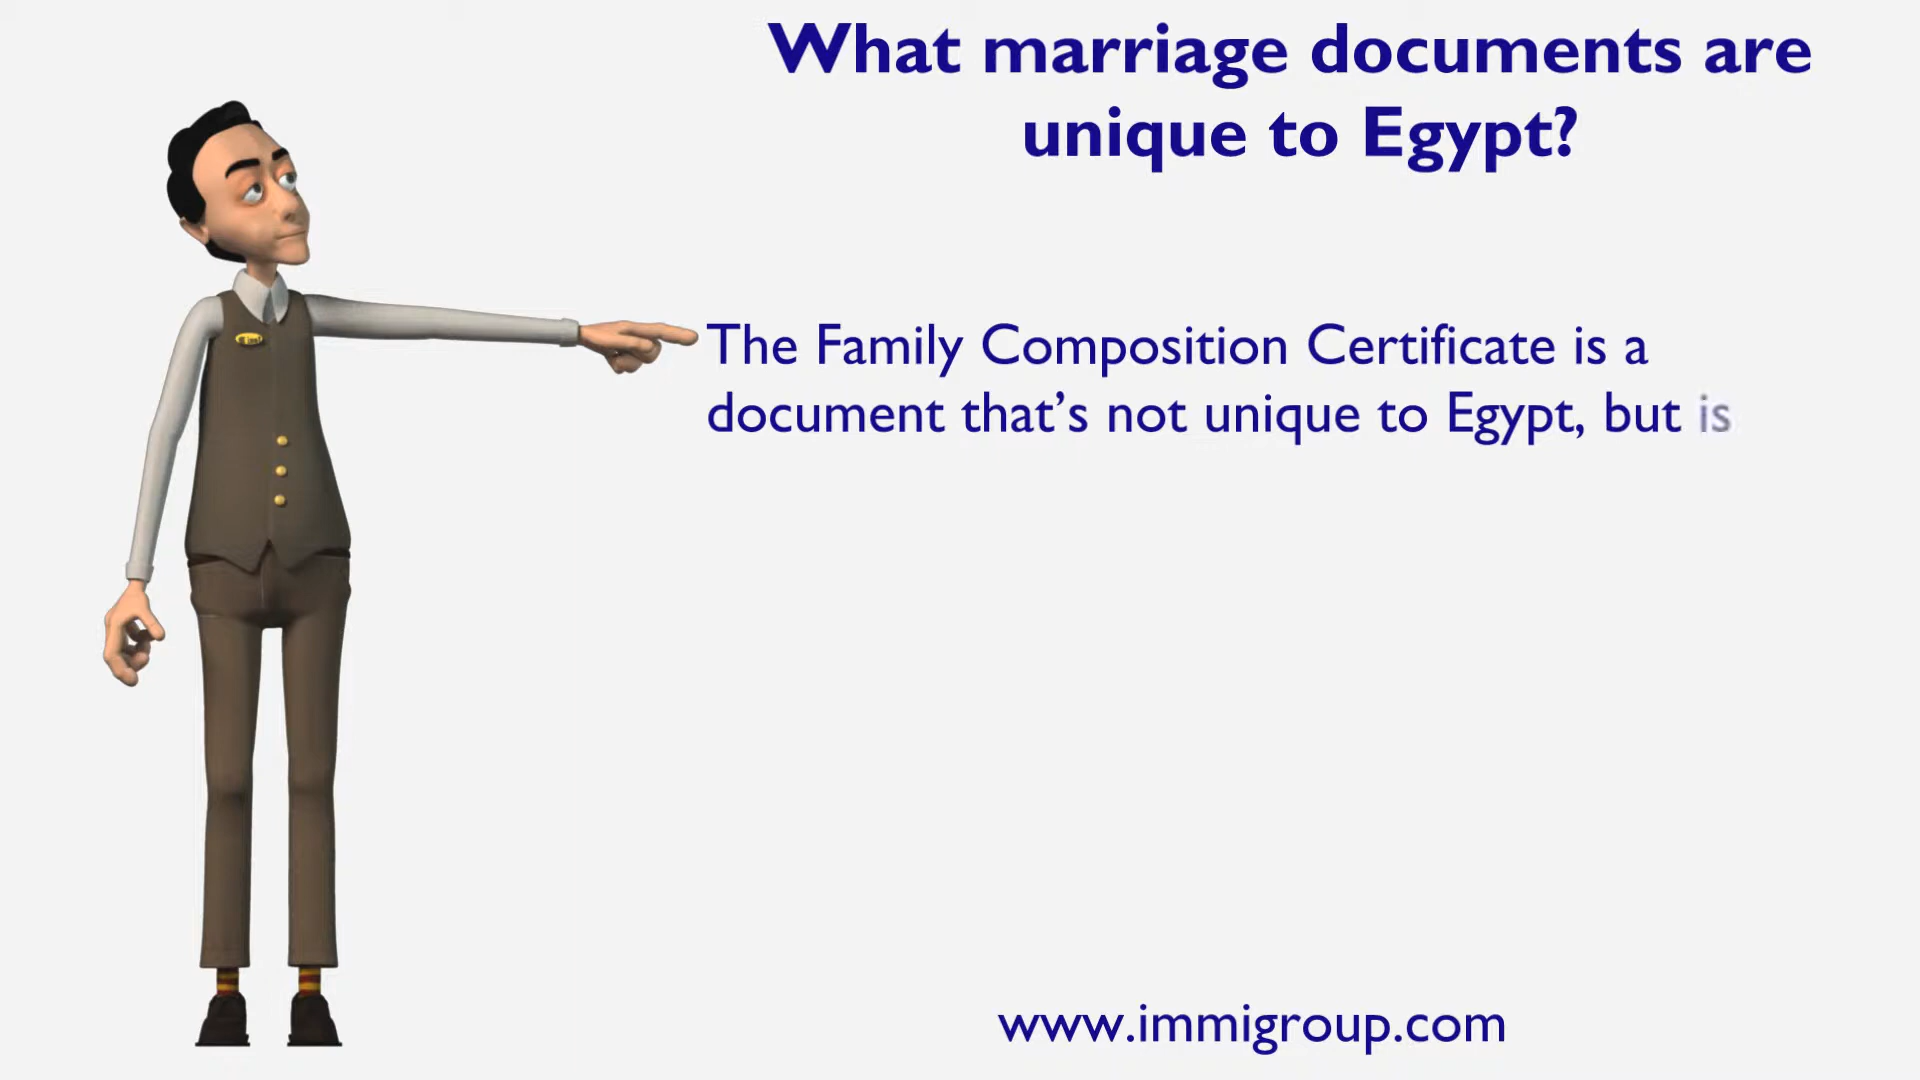 What marriage documents are
unique to Egypt?
The Family Composition Certificate is a
document that’s not unique to Egypt, but is
www.immigroup.com